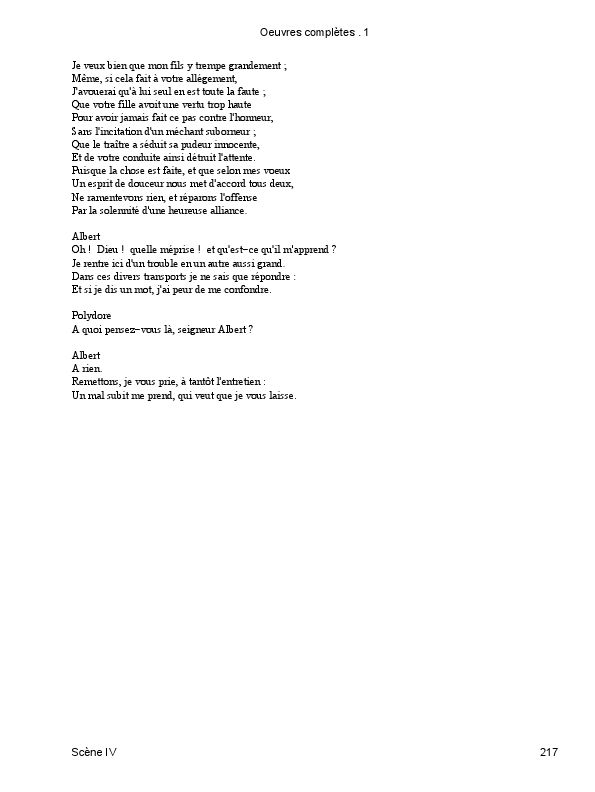 Oeuvres complètes . 1
Je veux bien que mon fils y trempe grandement ;
Même, si cela fait à votre allégement,
J'avouerai qu'à lui seul en est toute la faute ;
Que votre fille avoit une vertu trop haute
Pour avoir jamais fait ce pas contre l'honneur,
Sans l'incitation d'un méchant suborneur ;
Que le traître a séduit sa pudeur innocente,
Et de votre conduite ainsi détruit l'attente.
Puisque la chose est faite, et que selon mes voeux
Un esprit de douceur nous met d'accord tous deux,
Ne ramentevons rien, et réparons l'offense
Par la solennité d'une heureuse alliance.
Albert
Oh ! Dieu ! quelle méprise ! et qu'est-ce qu'il m'apprend ?
Je rentre ici d'un trouble en un autre aussi grand.
Dans ces divers transports je ne sais que répondre :
Et si je dis un mot, j'ai peur de me confondre.
Polydore
A quoi pensez-vous là, seigneur Albert ?
Albert
A rien.
Remettons, je vous prie, à tantôt l'entretien :
Un mal subit me prend, qui veut que je vous laisse.
Scène IV
217